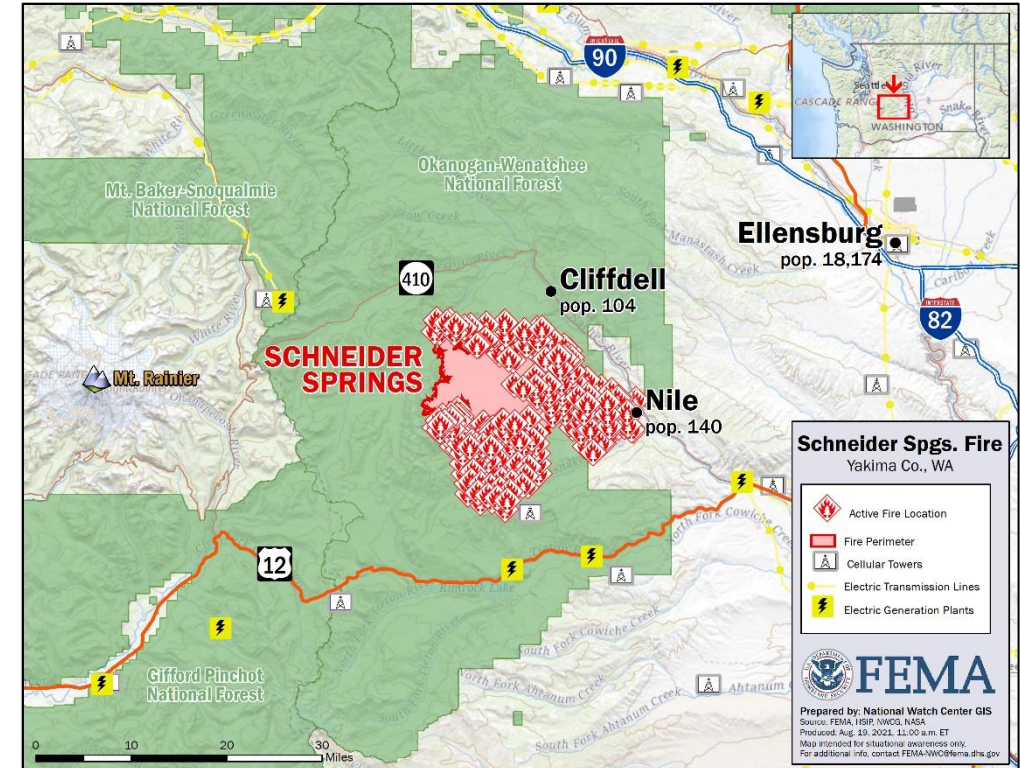 INTERSTATE
90
Seattle
CASCADE RANGE
Snake River
WASHINGTON
Okanogan-Wenatchee
National Forest
Mt. Baker-Snoqualmie
National Forest
South Fork Manastash Creek
Ellensburg
pop. 18,174
410
Cliffdell
pop. 104
White River
INTERSTATE
82
SCHNEIDER
SPRINGS
Mt. Rainier
Nile
pop. 140
12
North Fork Cowiche Creek
Rimrock Lake
South Fork Cowiche Creek
North Fork Ahtanum Creek
Ahtanum
South Fork Ahtanum Creek
Gifford Pinchot
National Forest
0 10 20 30
Miles
Schneider Spgs. Fire
Yakima Co., WA
Active Fire Location
Fire Perimeter
Cellular Towers
Electric Transmission Lines
Electric Generation Plants
FEMA
Prepared by: National Watch Center GIS
Source: FEMA, HSIP, NWCG, NASA
Produced: Aug. 19, 2021, 11:00 a.m. ET
Map intended for situational awareness only.
For additional info, contact FEMA-NWC@fema.dhs.gov